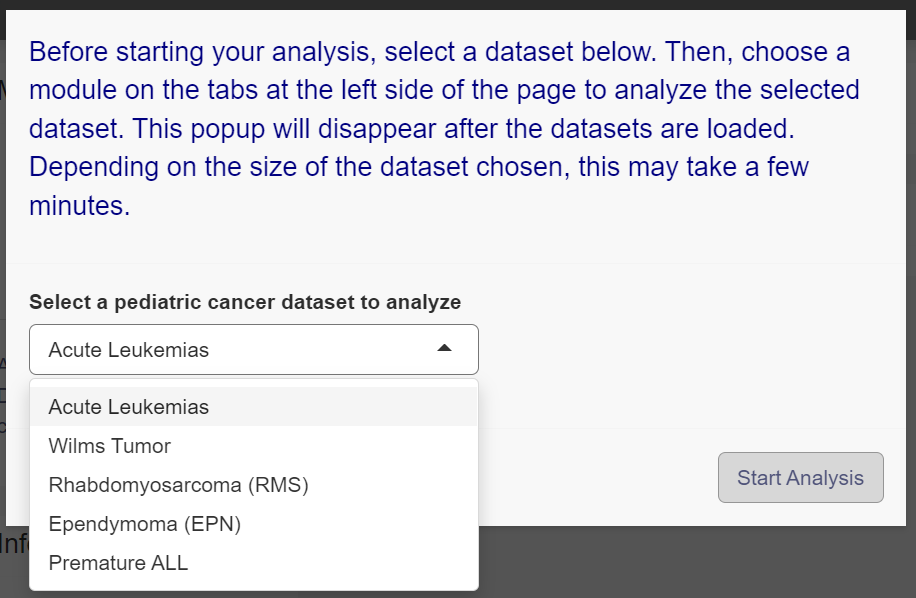 Before starting your analysis, select a dataset below. Then, choose a
module on the tabs at the left side of the page to analyze the selected
dataset. This popup will disappear after the datasets are loaded.
Depending on the size of the dataset chosen, this may take a few
minutes.
Select a pediatric cancer dataset to analyze
Acute Leukemias
Acute Leukemias
Wilms Tumor
Rhabdomyosarcoma (RMS)
Start Analysis
Ependymoma (EPN)
Premature ALL